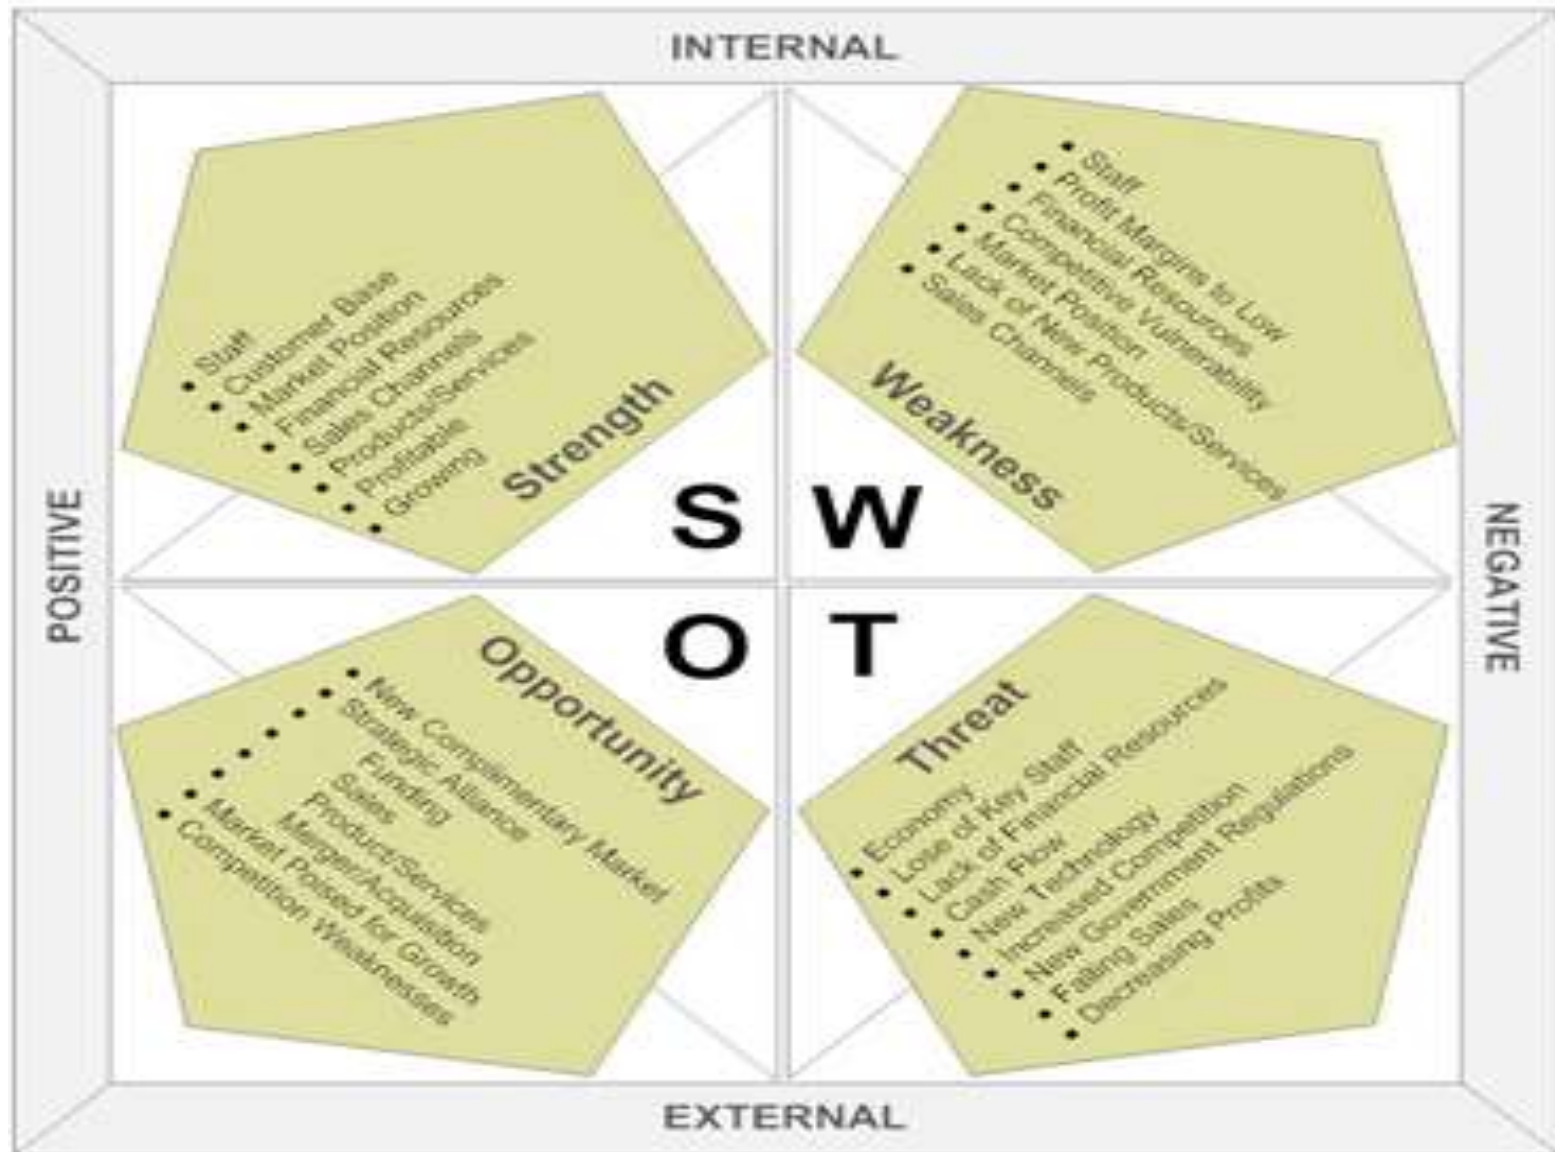 INTERNAL
POSITIVE
NEGATIVE
EXTERNAL
S W
O T
Strength
• Staff
• Customer Base
• Market Position
• Financial Resources
• Sales Channels
• Products/Services
• Profitable
• Growing
Weakness
• Staff
• Profit Margins to Low
• Financial Resources
• Competitive Vulnerability
• Market Position
• Lack of New Products/Services
• Sales Channels
Opportunity
• New Complimentary Market
• Strategic Alliance
• Funding
• Sales
• Product/Services
• Merger/Acquisition
• Market Poised for Growth
• Competition Weaknesses
Threat
• Economy
• Lose of Key Staff
• Lack of Financial Resources
• Cash Flow
• New Technology
• Increased Competition
• New Government Regulations
• Falling Sales
• Decreasing Profits